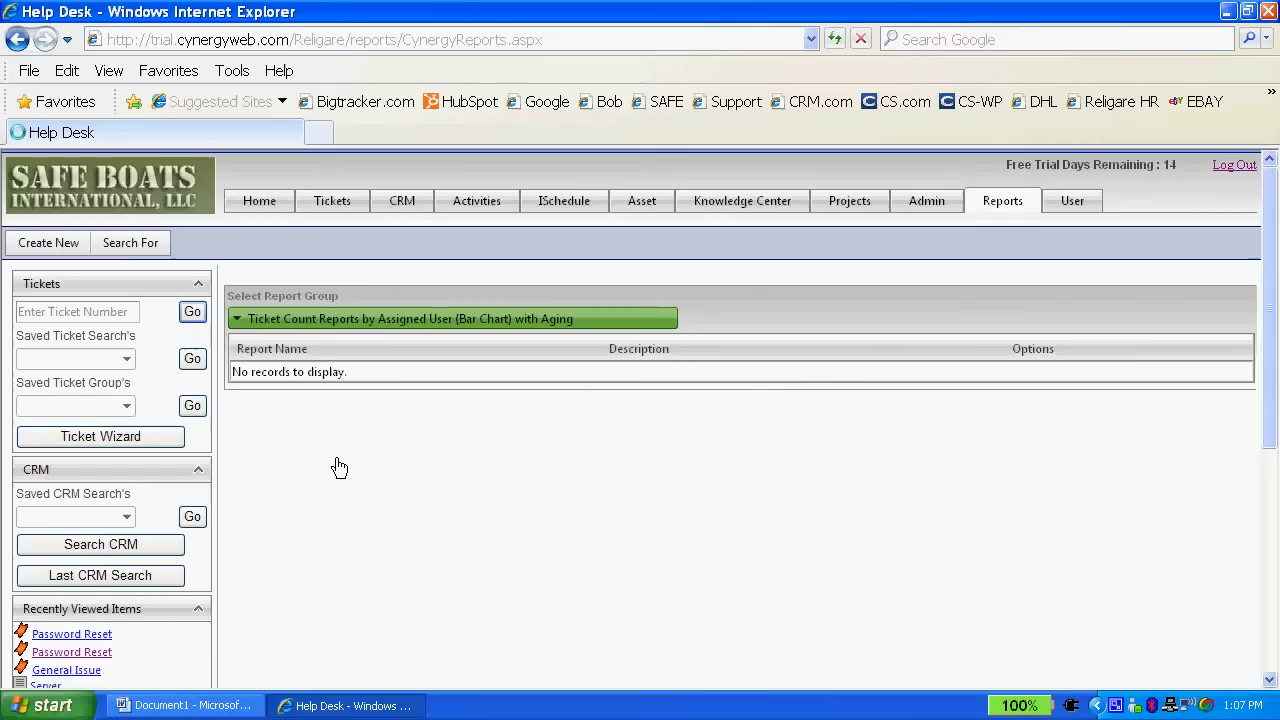 Help Desk - Windows Internet Explorer
http://trial.cynergyweb.com/Religare/reports/CynergyReports.aspx
Search Google
File Edit View Favorites Tools Help
Favorites Suggested Sites Bigtracker.com HubSpot Google Bob SAFE Support CRM.com CS.com CS-WP DHL Religare HR EBAY »
Help Desk
SAFE BOATS
INTERNATIONAL, LLC
Free Trial Days Remaining : 14 Log Out
Home Tickets CRM Activities ISchedule Asset Knowledge Center Projects Admin Reports User
Create New Search For
Tickets
Enter Ticket Number Go
Saved Ticket Search's
Go
Saved Ticket Group's
Go
Ticket Wizard
CRM
Saved CRM Search's
Go
Search CRM
Last CRM Search
Recently Viewed Items
Password Reset
Password Reset
General Issue
Server
Select Report Group
Ticket Count Reports by Assigned User (Bar Chart) with Aging
Report Name Description Options
No records to display.
start Document1 - Microsof... Help Desk - Windows ... 100% 1:07 PM